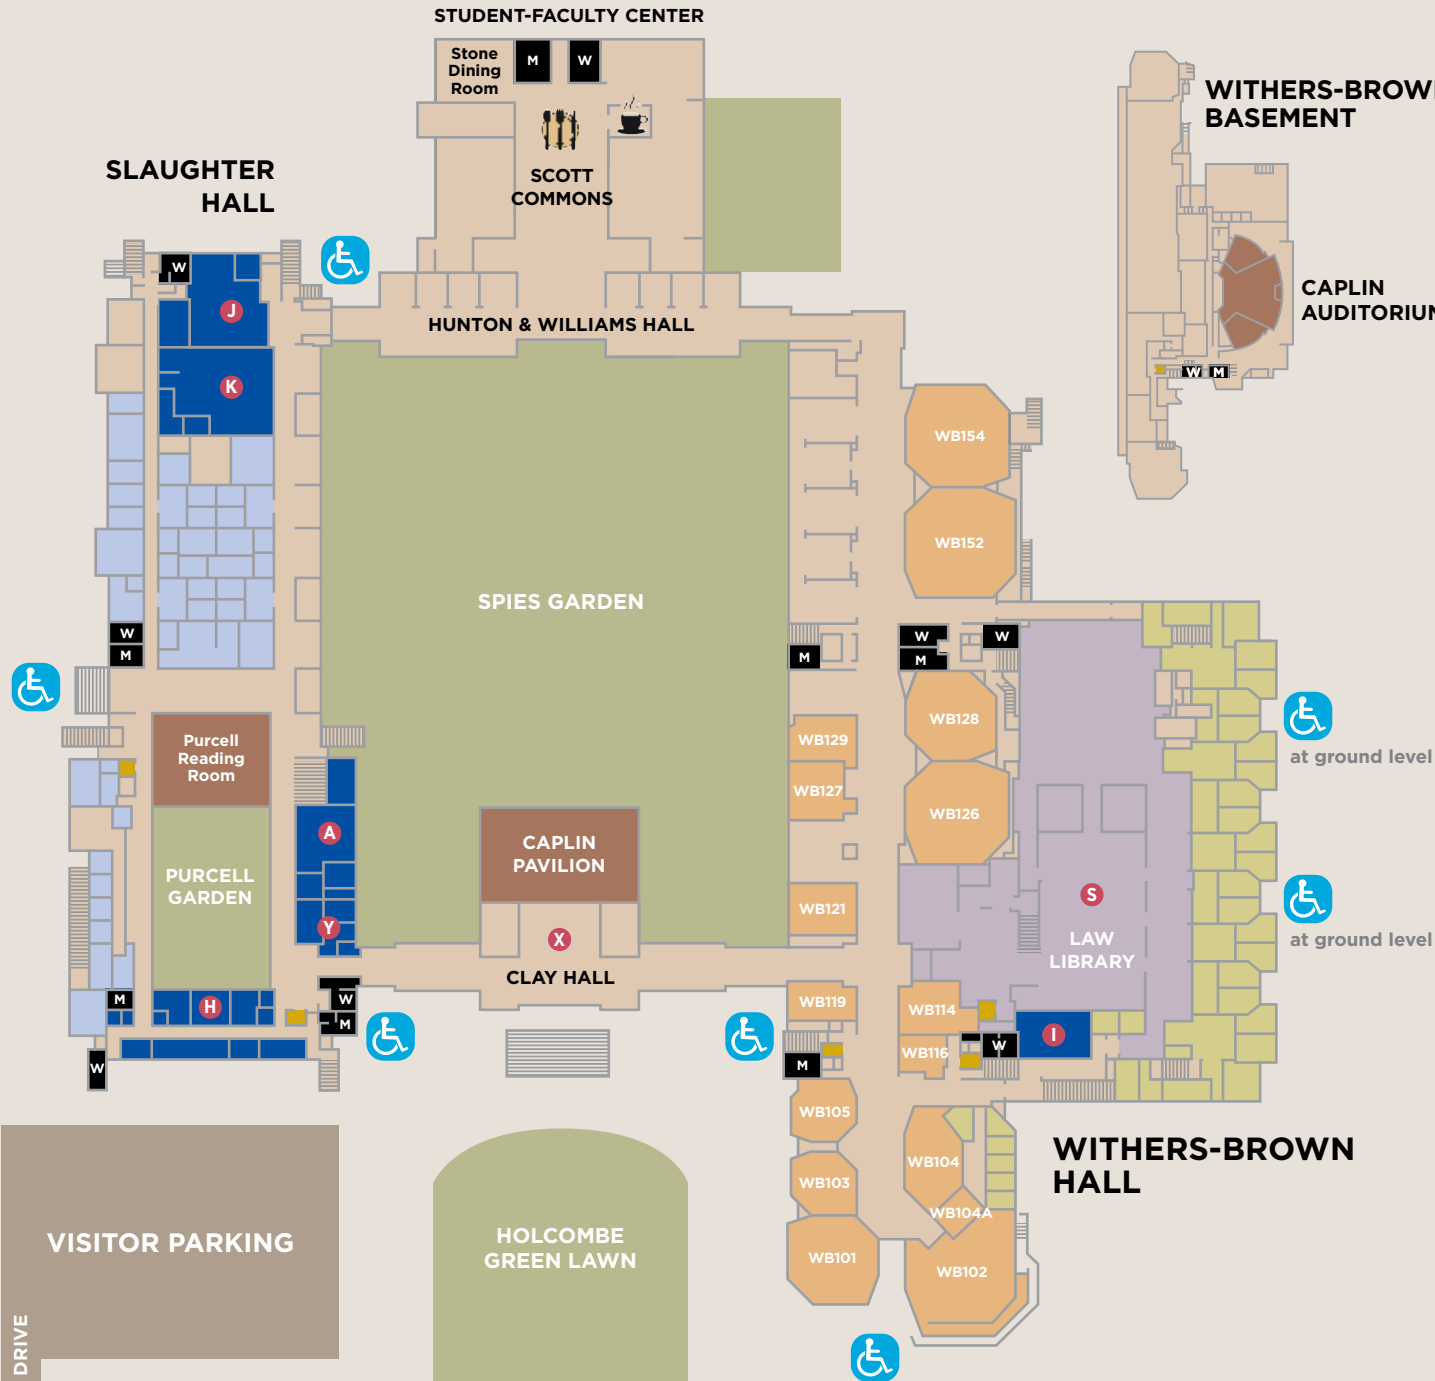 STUDENT-FACULTY CENTER
Stone
Dining
Room
M
W
SCOTT
COMMONS
WITHERS-BROWN
BASEMENT
CAPLIN
AUDITORIUM
W
M
SLAUGHTER
HALL
W
J
K
HUNTON & WILLIAMS HALL
WB154
WB152
SPIES GARDEN
W
M
M
W
M
W
WB128
WB129
WB127
WB126
at ground level
Purcell
Reading
Room
A
CAPLIN
PAVILION
PURCELL
GARDEN
Y
X
CLAY HALL
WB121
S
LAW
LIBRARY
at ground level
M
H
W
M
W
WB119
WB114
WB116
W
I
M
WB105
WB103
WB101
WB104
WB104A
WB102
WITHERS-BROWN
HALL
VISITOR PARKING
HOLCOMBE
GREEN LAWN
DRIVE